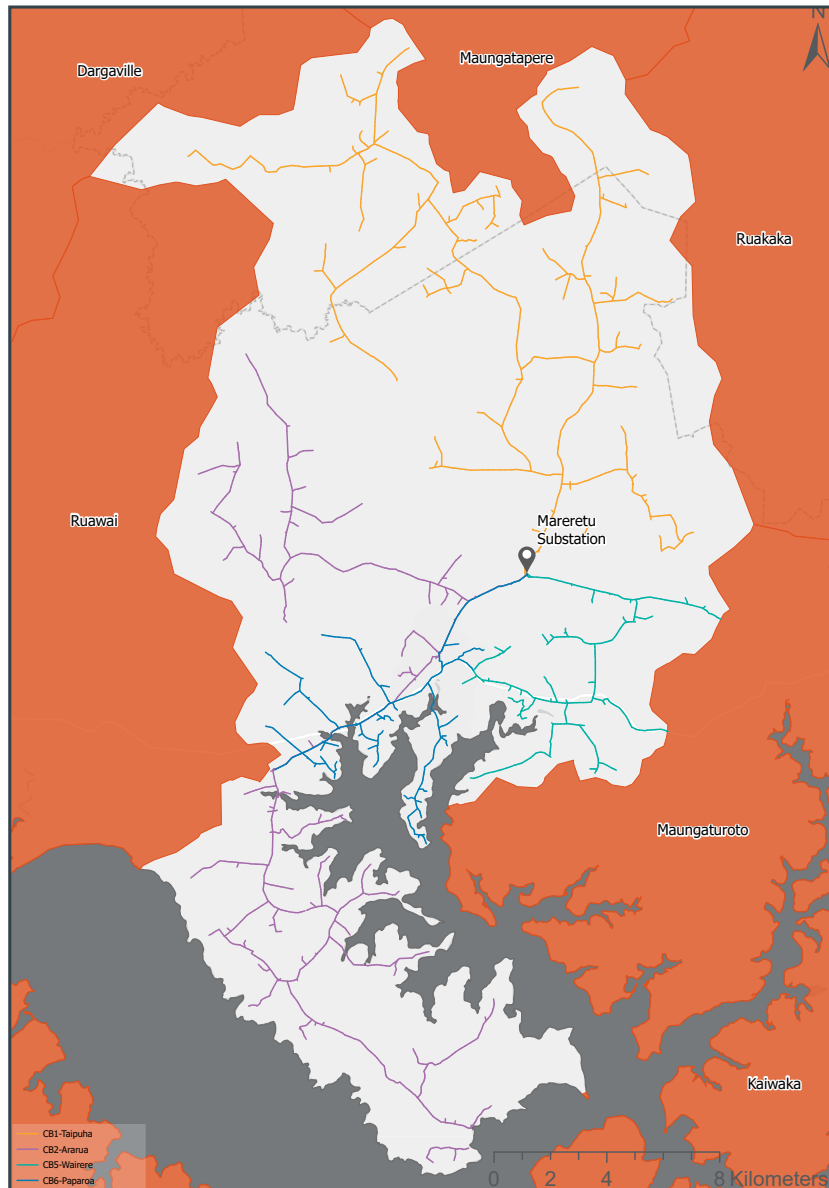 N
Dargaville
Maungatapere
Ruakaka
Ruawai
Mareretu
Substation
Maungaturoto
Kaiwaka
CB1-Taipuha
CB2-Ararua
CB5-Wairere
CB6-Paparoa
0 2 4 8 Kilometers